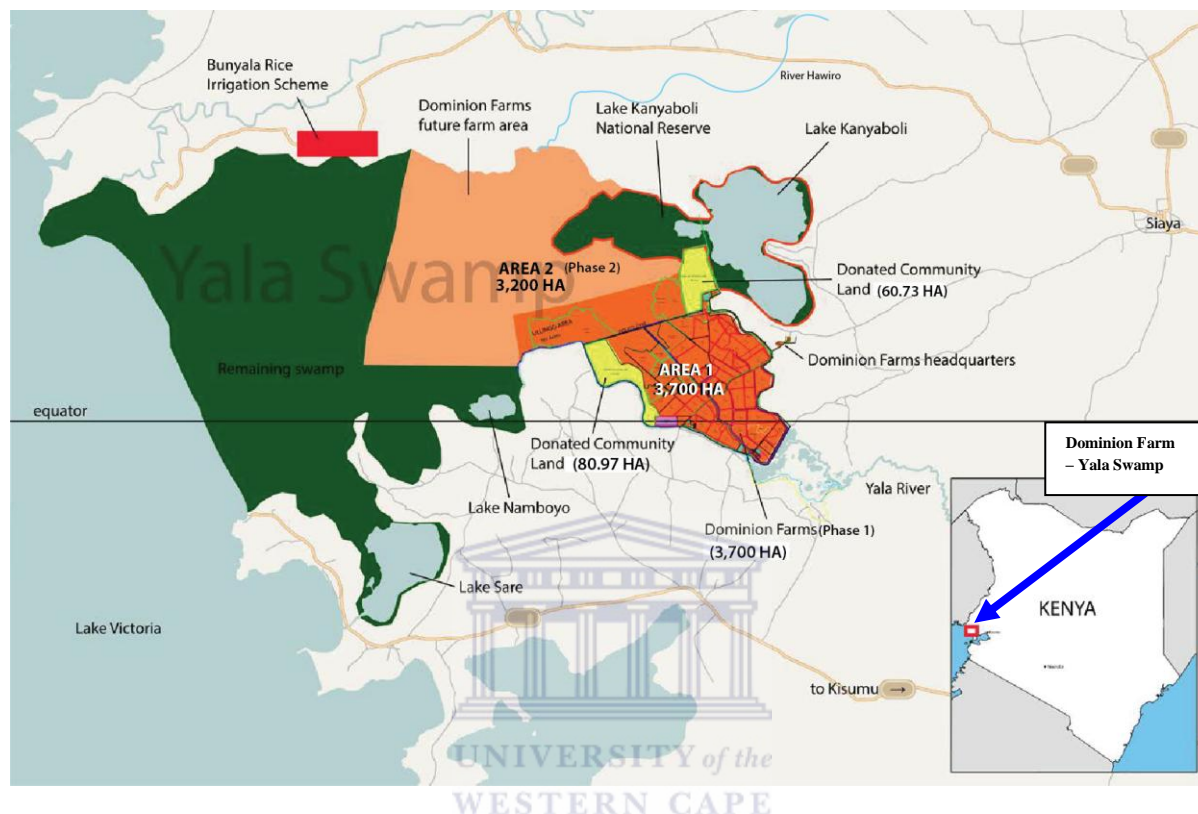 Bunyala Rice
Irrigation Scheme
Dominion Farms
future farm area
River Hawiro
Lake Kanyaboli
National Reserve
Lake Kanyaboli
Siaya
Yala Swamp
AREA 2 (Phase 2)
3,200 HA
Donated Community
Land (60.73 HA)
Dominion Farms headquarters
AREA 1
3,700 HA
Remaining swamp
equator
Donated Community
Land (80.97 HA)
Dominion Farm
– Yala Swamp
Lake Namboyo
Yala River
Dominion Farms (Phase 1)
(3,700 HA)
Lake Sare
Lake Victoria
KENYA
to Kisumu →
UNIVERSITY of the
WESTERN CAPE